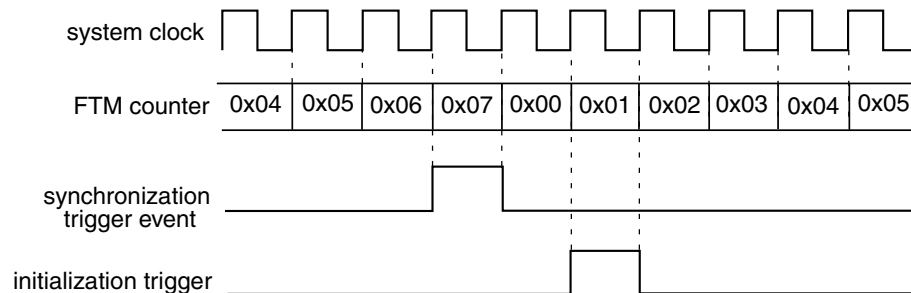 system clock
FTM counter
0x04 0x05 0x06 0x07 0x00 0x01 0x02 0x03 0x04 0x05
synchronization
trigger event
initialization trigger